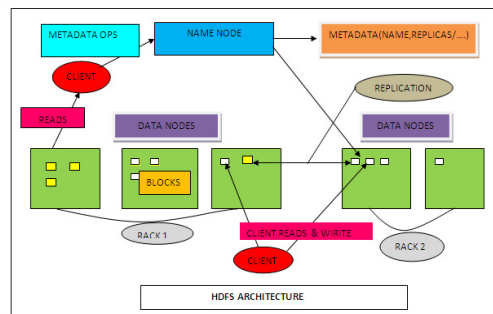 METADATA OPS
NAME NODE
METADATA(NAME,REPLICAS/....)
CLIENT
REPLICATION
READS
DATA NODES
DATA NODES
BLOCKS
RACK 1
CLIENT READS & WIRITE
RACK 2
CLIENT
HDFS ARCHITECTURE